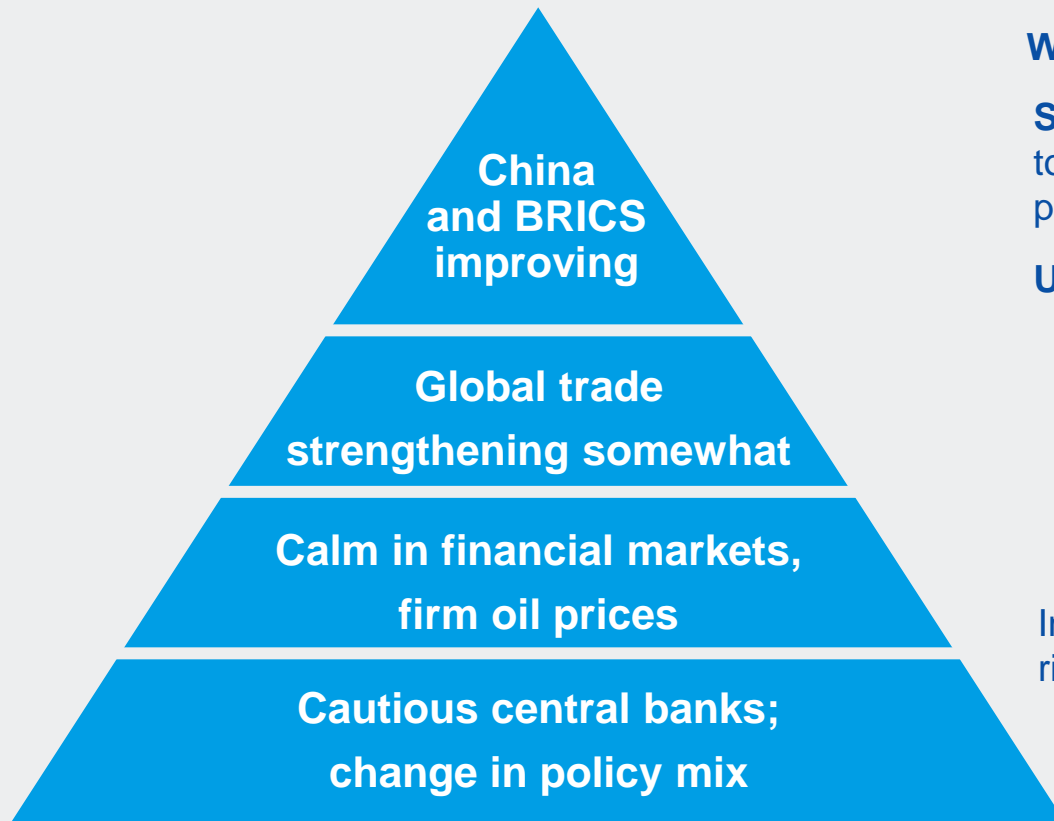 China
and BRICS
improving
Global trade
strengthening somewhat
Calm in financial markets,
firm oil prices
Cautious central banks;
change in policy mix